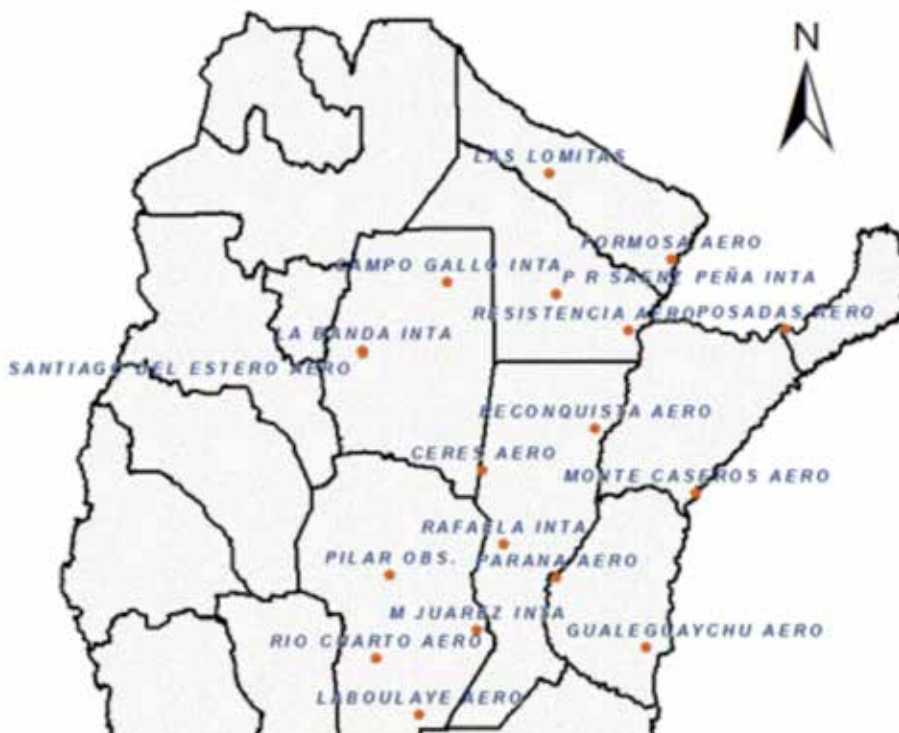 N
LAS LOMITAS
FORMOSA AERO
CAMPO GALLO INTA
P R SAENZ PEÑA INTA
RESISTENCIA AERO
POSADAS AERO
LA BANDA INTA
SANTIAGO DEL ESTERO AERO
RECONQUISTA AERO
CERES AERO
MONTE CASEROS AERO
RAFAELA INTA
PILAR OBS.
PARANA AERO
M JUAREZ INTA
GUALEGUAYCHU AERO
RIO CUARTO AERO
LABOULAYE AERO